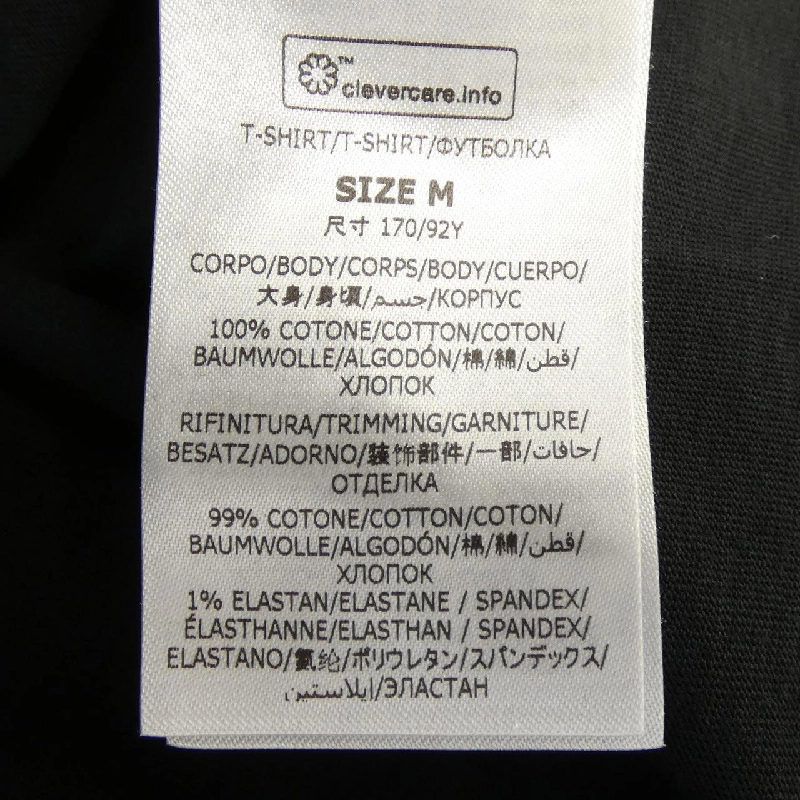 ™
clevercare.info
T-SHIRT/T-SHIRT/ФУТБОЛКА
SIZE M
尺寸 170/92Y
CORPO/BODY/CORPS/BODY/CUERPO/
大身/身頃/جسم/КОРПУС
100% COTONE/COTTON/COTON/
BAUMWOLLE/ALGODÓN/棉/綿/قطن/
ХЛОПОК
RIFINITURA/TRIMMING/GARNITURE/
BESATZ/ADORNO/装饰部件/一部/حافات/
ОТДЕЛКА
99% COTONE/COTTON/COTON/
BAUMWOLLE/ALGODÓN/棉/綿/قطن/
ХЛОПОК
1% ELASTAN/ELASTANE / SPANDEX/
ÉLASTHANNE/ELASTHAN / SPANDEX/
ELASTANO/氨纶/ポリウレタン/スパンデックス/
إيلاستين/ЭЛАСТАН